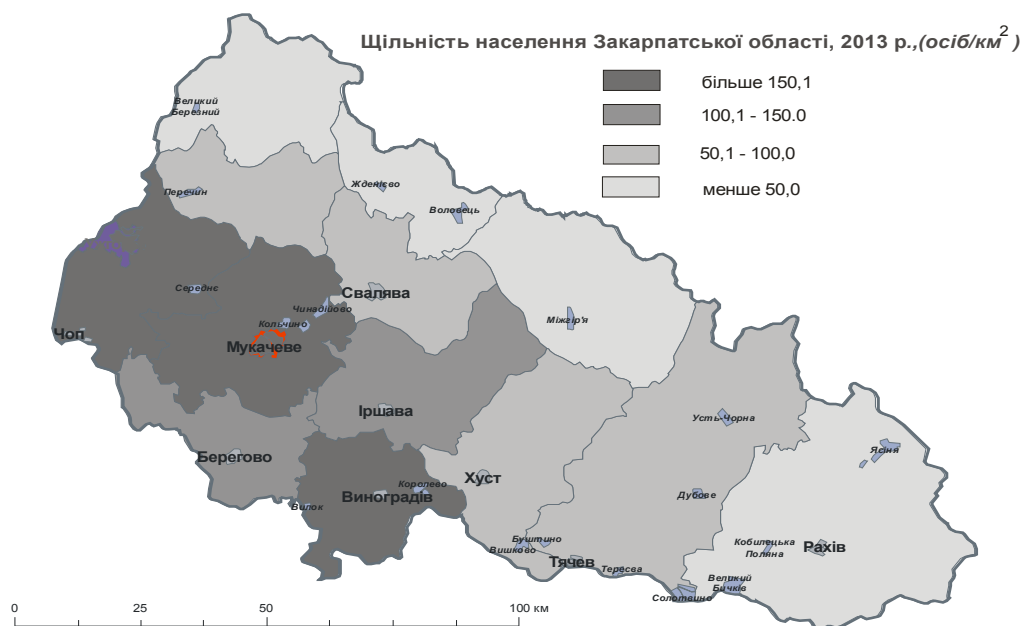 Щільність населення Закарпатської області, 2013 р.,(осіб/км2)
більше 150,1
100,1 - 150.0
50,1 - 100,0
менше 50,0
Великий
Березний
Перечин
Жденієво
Воловець
Середнє
Свалява
Чинадійово
Кольчино
Чоп
Мукачеве
Міжгір'я
Іршава
Усть-Чорна
Ясіня
Берегово
Хуст
Королево
Виноградів
Дубове
Вилок
Буштино
Вишково
Кобилецька
Поляна
Рахів
Тячев
Тересва
Великий
Бичків
Солотвино
0 25 50 100 км